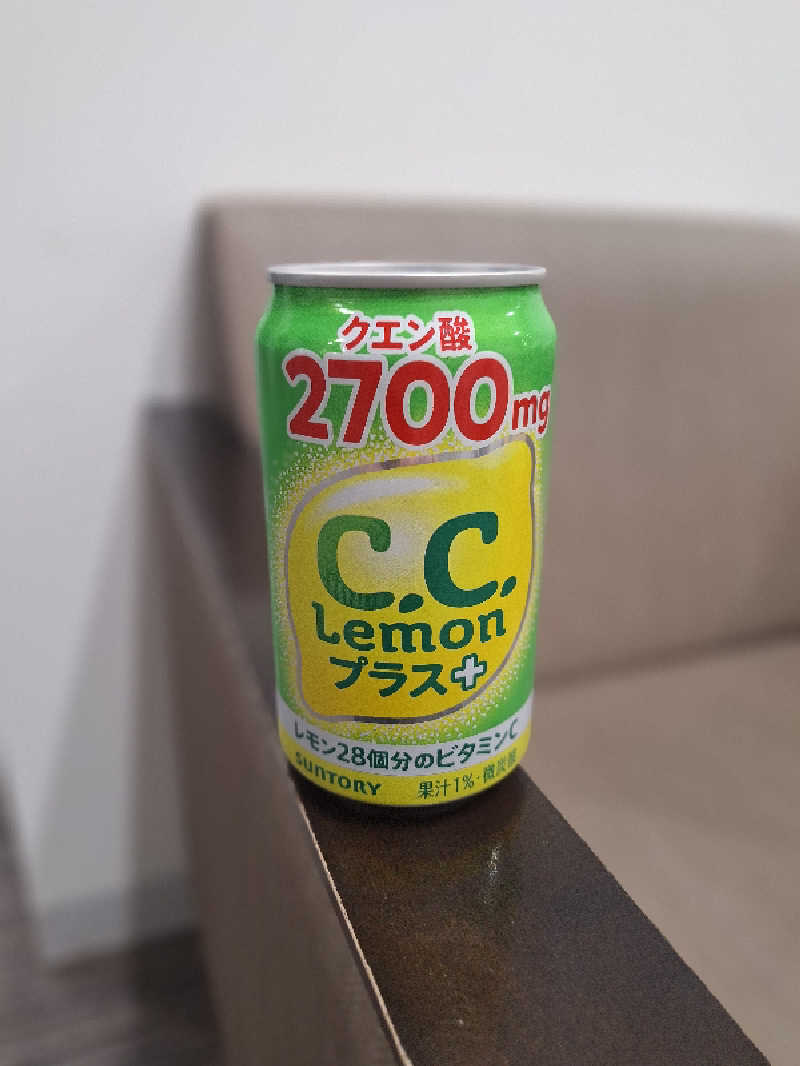 クエン酸
2700mg
C.C.
Lemon
プラス+
レモン28個分のビタミンC
SUNTORY 果汁1%・微炭酸